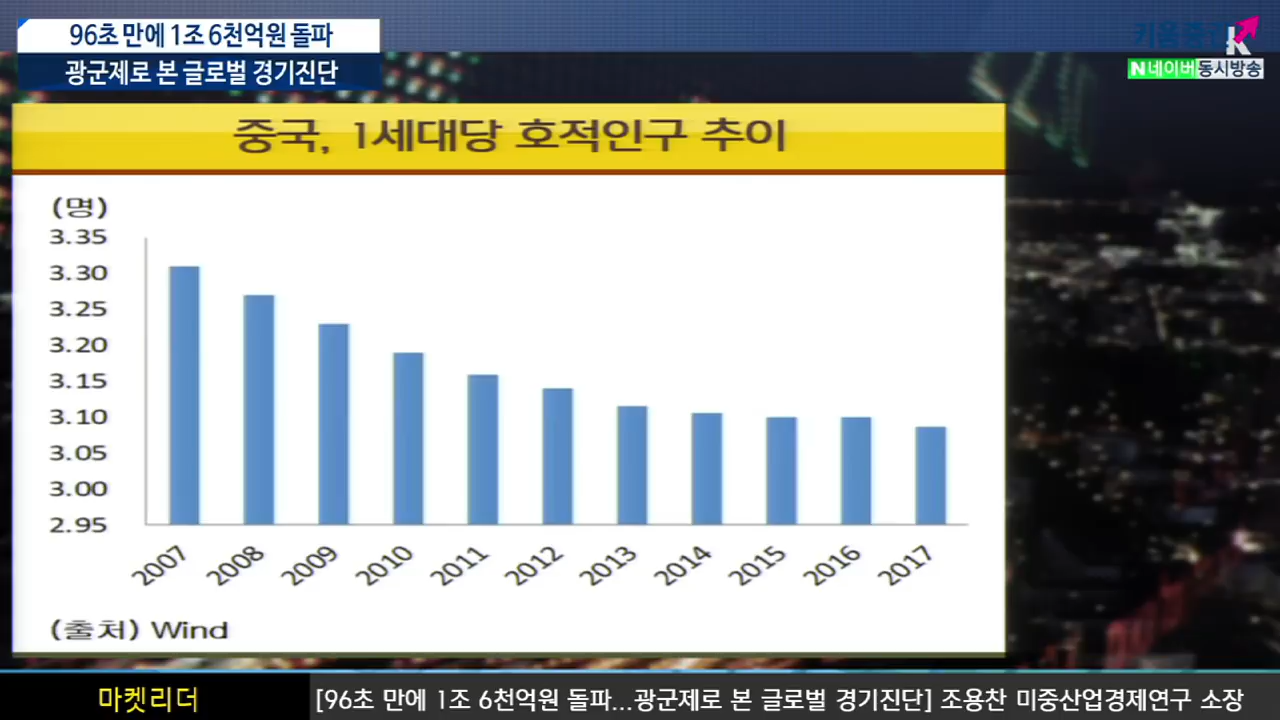 96초 만에 1조 6천억원 돌파
광군제로 본 글로벌 경기진단
키움증권
N네이버동시방송
중국, 1세대당 호적인구 추이
(명)
3.35
3.30
3.25
3.20
3.15
3.10
3.05
3.00
2.95
2007 2008 2009 2010 2011 2012 2013 2014 2015 2016 2017
(출처) Wind
마켓리더
[96초 만에 1조 6천억원 돌파...광군제로 본 글로벌 경기진단] 조용찬 미중산업경제연구 소장